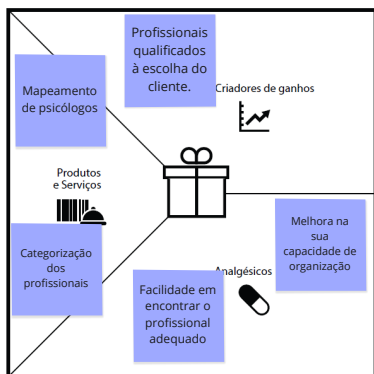 Profissionais
qualificados
à escolha do
cliente.
Mapeamento
de psicólogos
Criadores de ganhos
Produtos
e Serviços
Categorização
dos
profissionais
Melhora na
sua
capacidade de
organização
Analgésicos
Facilidade em
encontrar o
profissional
adequado